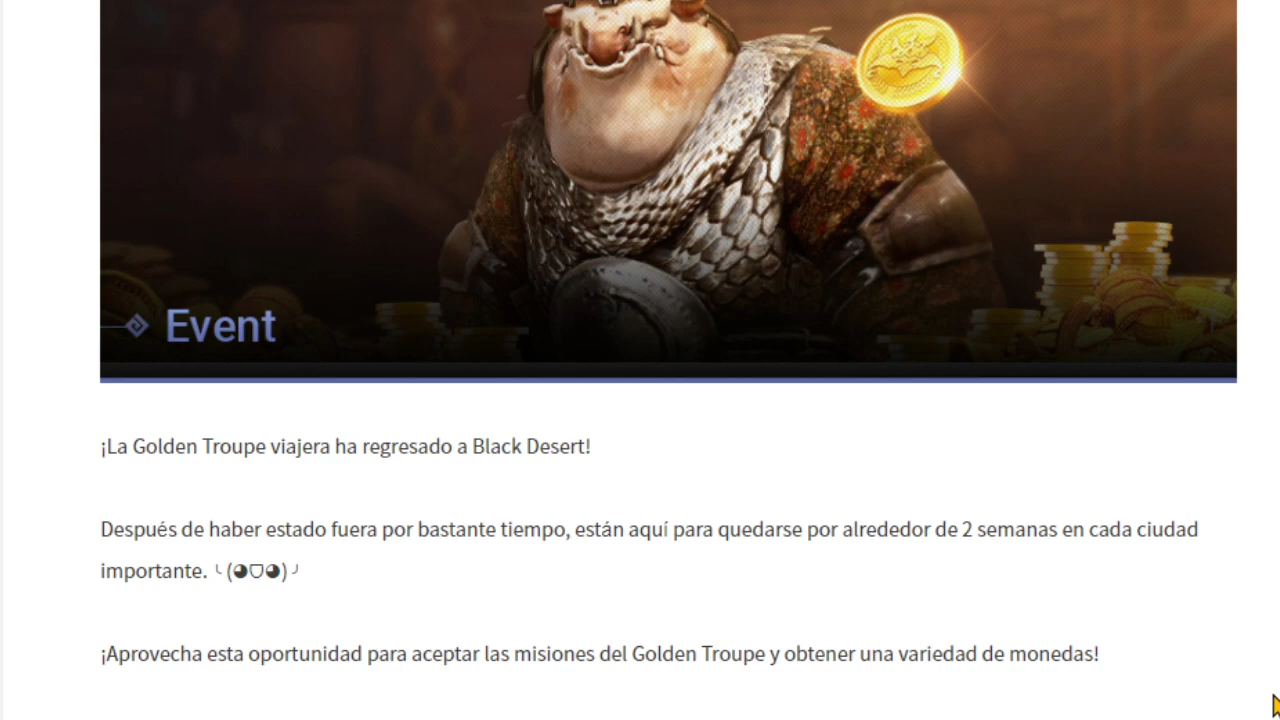 Event
¡La Golden Troupe viajera ha regresado a Black Desert!
Después de haber estado fuera por bastante tiempo, están aquí para quedarse por alrededor de 2 semanas en cada ciudad
importante. ╰ (◕ᗜ◕) ╯
¡Aprovecha esta oportunidad para aceptar las misiones del Golden Troupe y obtener una variedad de monedas!